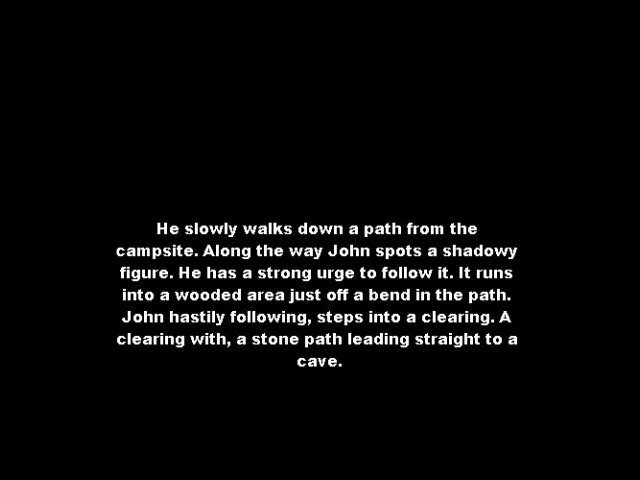 He slowly walks down a path from the
campsite. Along the way John spots a shadowy
figure. He has a strong urge to follow it. It runs
into a wooded area just off a bend in the path.
John hastily following, steps into a clearing. A
clearing with, a stone path leading straight to a
cave.